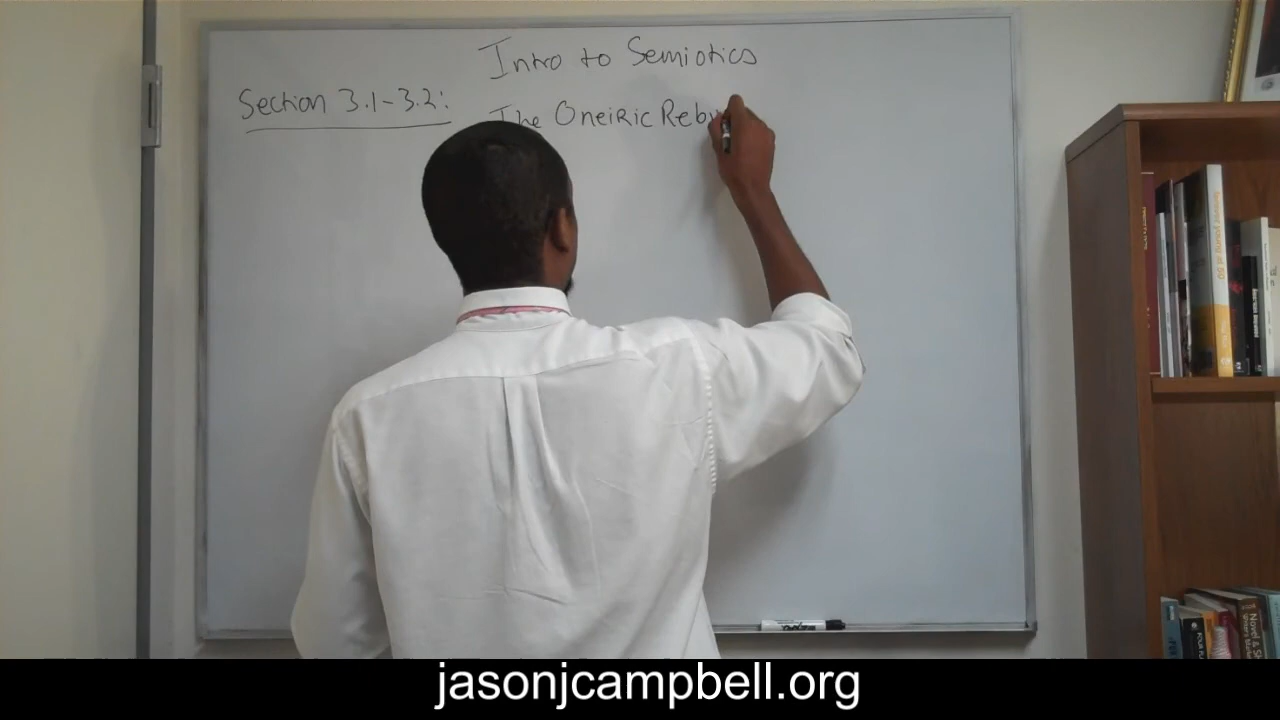 Intro to Semiotics
Section 3.1-3.2:
The Oneiric Rebu
jasonjcampbell.org